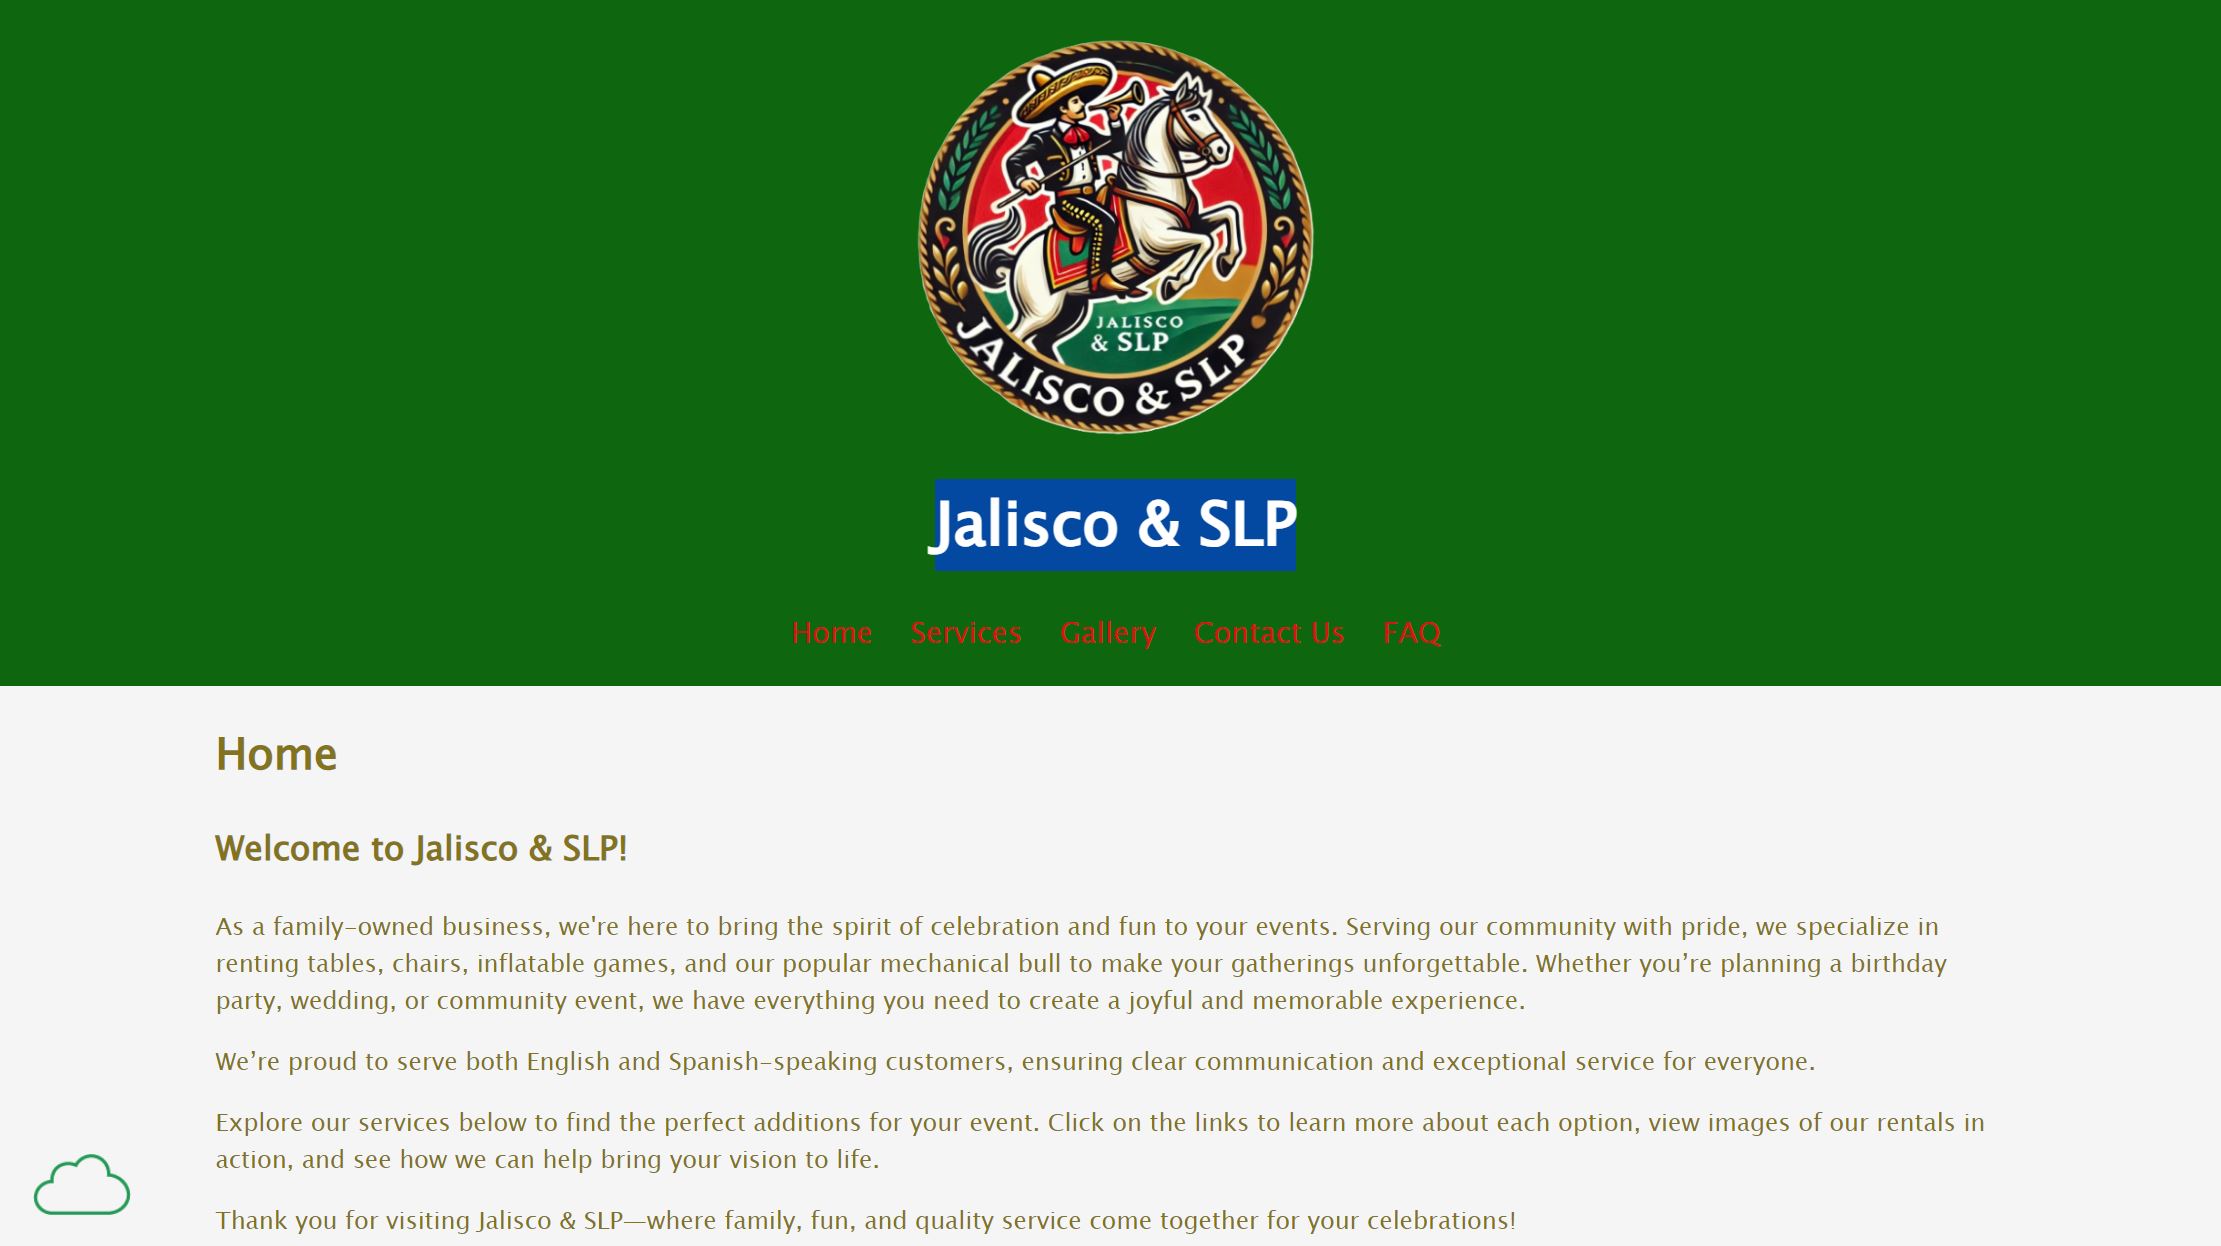 JALISCO
& SLP
JALISCO & SLP
Jalisco & SLP
Home Services Gallery Contact Us FAQ
Home
Welcome to Jalisco & SLP!
As a family-owned business, we're here to bring the spirit of celebration and fun to your events. Serving our community with pride, we specialize in
renting tables, chairs, inflatable games, and our popular mechanical bull to make your gatherings unforgettable. Whether you’re planning a birthday
party, wedding, or community event, we have everything you need to create a joyful and memorable experience.
We’re proud to serve both English and Spanish-speaking customers, ensuring clear communication and exceptional service for everyone.
Explore our services below to find the perfect additions for your event. Click on the links to learn more about each option, view images of our rentals in
action, and see how we can help bring your vision to life.
Thank you for visiting Jalisco & SLP—where family, fun, and quality service come together for your celebrations!